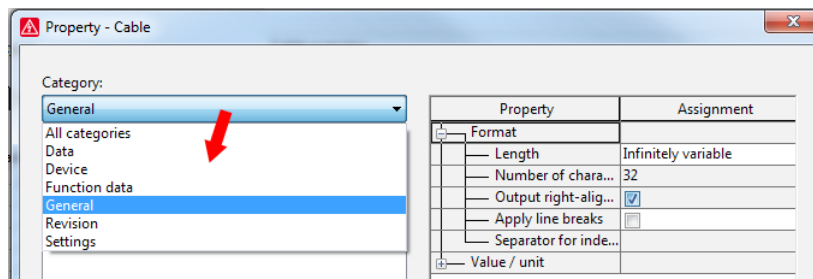 Property - Cable
Category:
General
All categories
Data
Device
Function data
General
Revision
Settings
Property Assignment
Format
Length Infinitely variable
Number of chara... 32
Output right-alig...
Apply line breaks
Separator for inde...
Value / unit